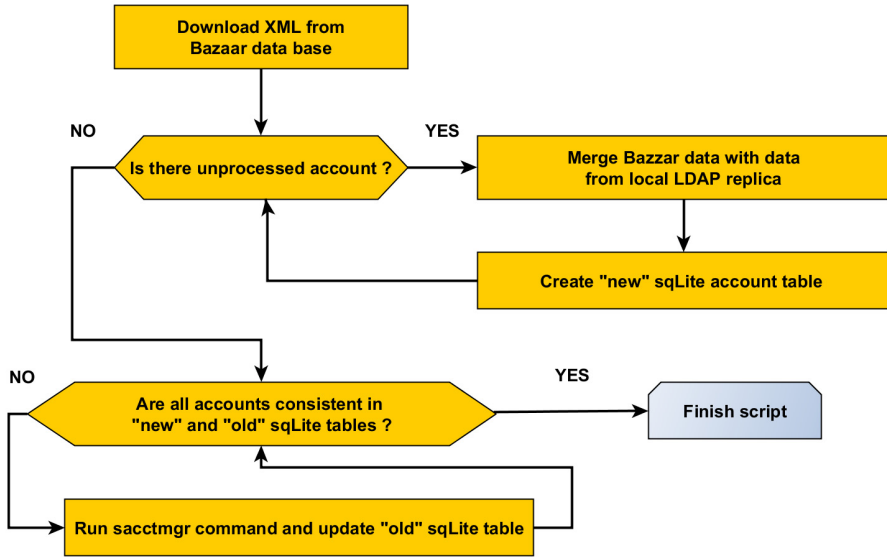 Download XML from
Bazaar data base
NO
YES
Is there unprocessed account ?
Merge Bazzar data with data
from local LDAP replica
Create "new" sqLite account table
NO
YES
Are all accounts consistent in
"new" and "old" sqLite tables ?
Finish script
Run sacctmgr command and update "old" sqLite table